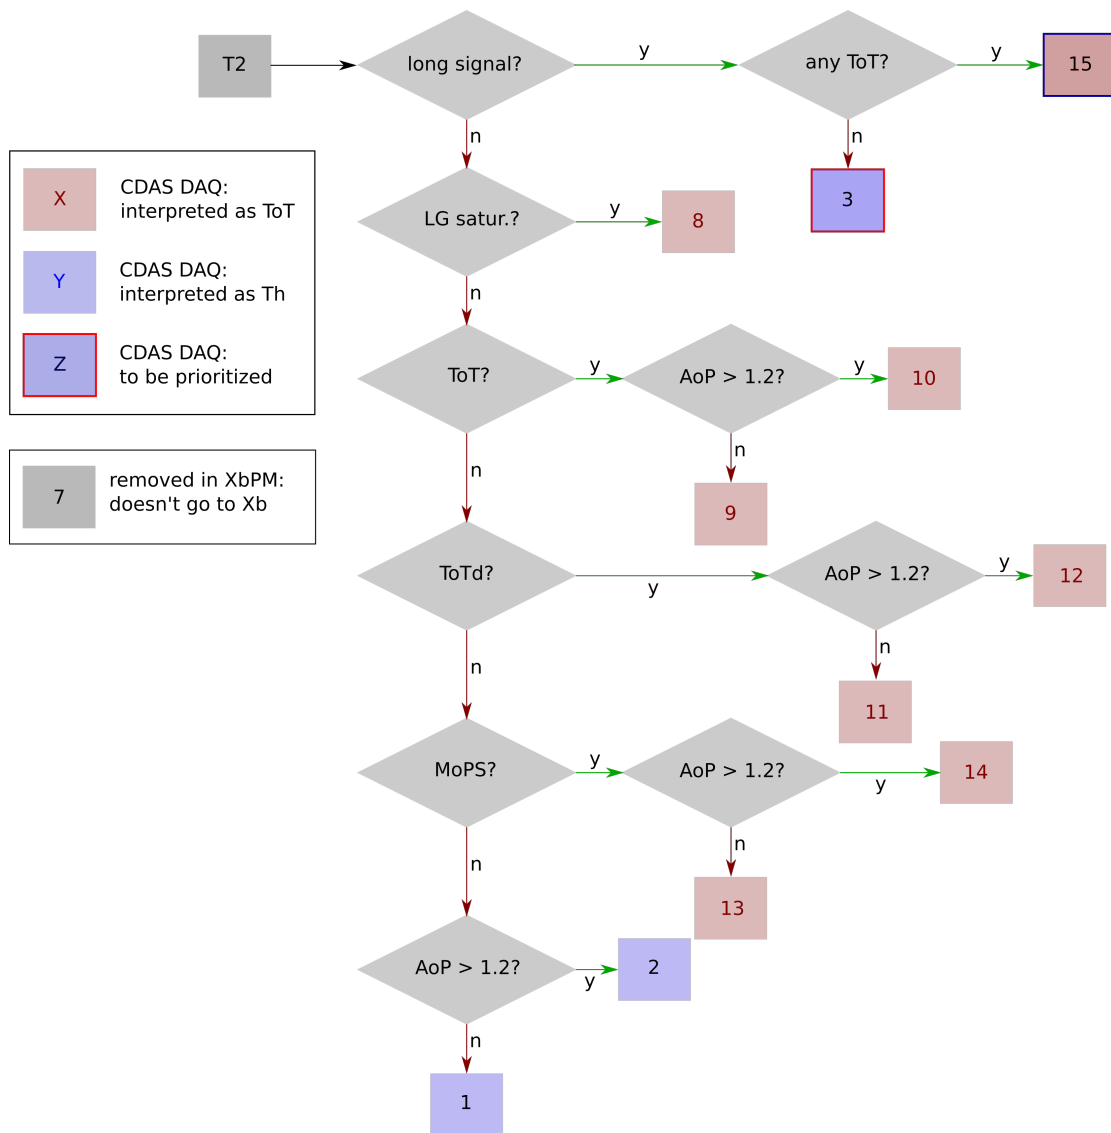 T2
long signal?
y
any ToT?
y
15
n
n
3
X
CDAS DAQ:
interpreted as ToT
LG satur.?
y
8
Y
CDAS DAQ:
interpreted as Th
n
Z
CDAS DAQ:
to be prioritized
ToT?
y
AoP > 1.2?
y
10
n
n
9
7
removed in XbPM:
doesn't go to Xb
ToTd?
y
AoP > 1.2?
y
12
n
n
11
MoPS?
y
AoP > 1.2?
y
14
n
n
13
AoP > 1.2?
y
2
n
1